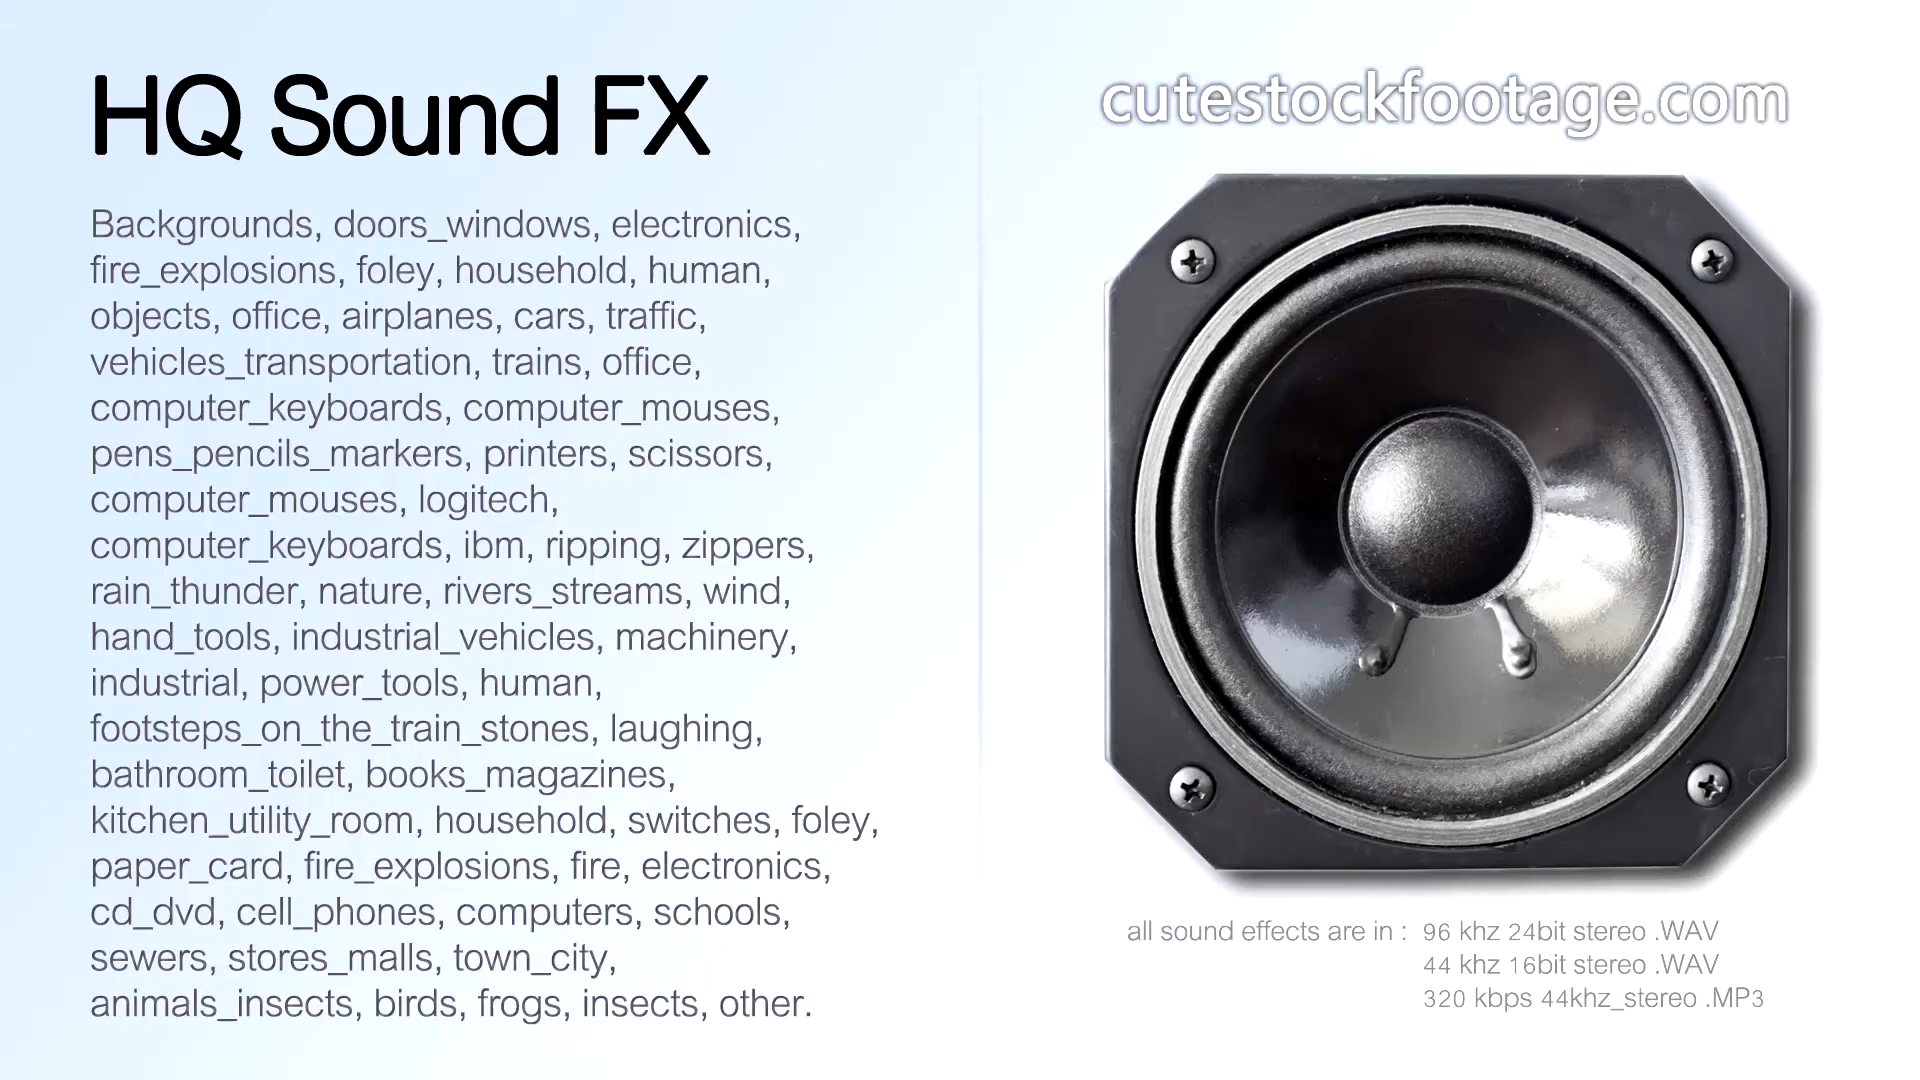 HQ Sound FX
Backgrounds, doors_windows, electronics,
fire_explosions, foley, household, human,
objects, office, airplanes, cars, traffic,
vehicles_transportation, trains, office,
computer_keyboards, computer_mouses,
pens_pencils_markers, printers, scissors,
computer_mouses, logitech,
computer_keyboards, ibm, ripping, zippers,
rain_thunder, nature, rivers_streams, wind,
hand_tools, industrial_vehicles, machinery,
industrial, power_tools, human,
footsteps_on_the_train_stones, laughing,
bathroom_toilet, books_magazines,
kitchen_utility_room, household, switches, foley,
paper_card, fire_explosions, fire, electronics,
cd_dvd, cell_phones, computers, schools,
sewers, stores_malls, town_city,
animals_insects, birds, frogs, insects, other.
cutestockfootage.com
all sound effects are in : 96 khz 24bit stereo .WAV
44 khz 16bit stereo .WAV
320 kbps 44khz_stereo .MP3